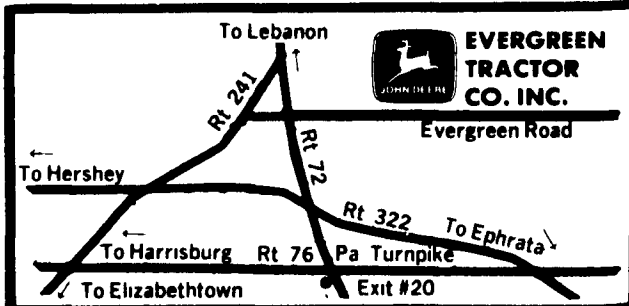 To Lebanon
EVERGREEN
TRACTOR
CO. INC.
JOHN DEERE
Rt 241
Evergreen Road
To Hershey
Rt 72
Rt 322
To Ephrata
To Harrisburg Rt 76 Pa Turnpike
To Elizabethtown Exit #20